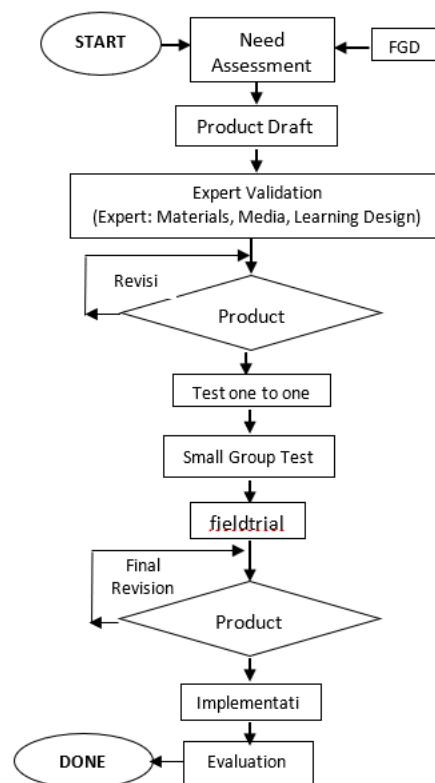 START
Need
Assessment
FGD
Product Draft
Expert Validation
(Expert: Materials, Media, Learning Design)
Revisi
Product
Test one to one
Small Group Test
fieldtrial
Final
Revision
Product
Implementati
DONE
Evaluation